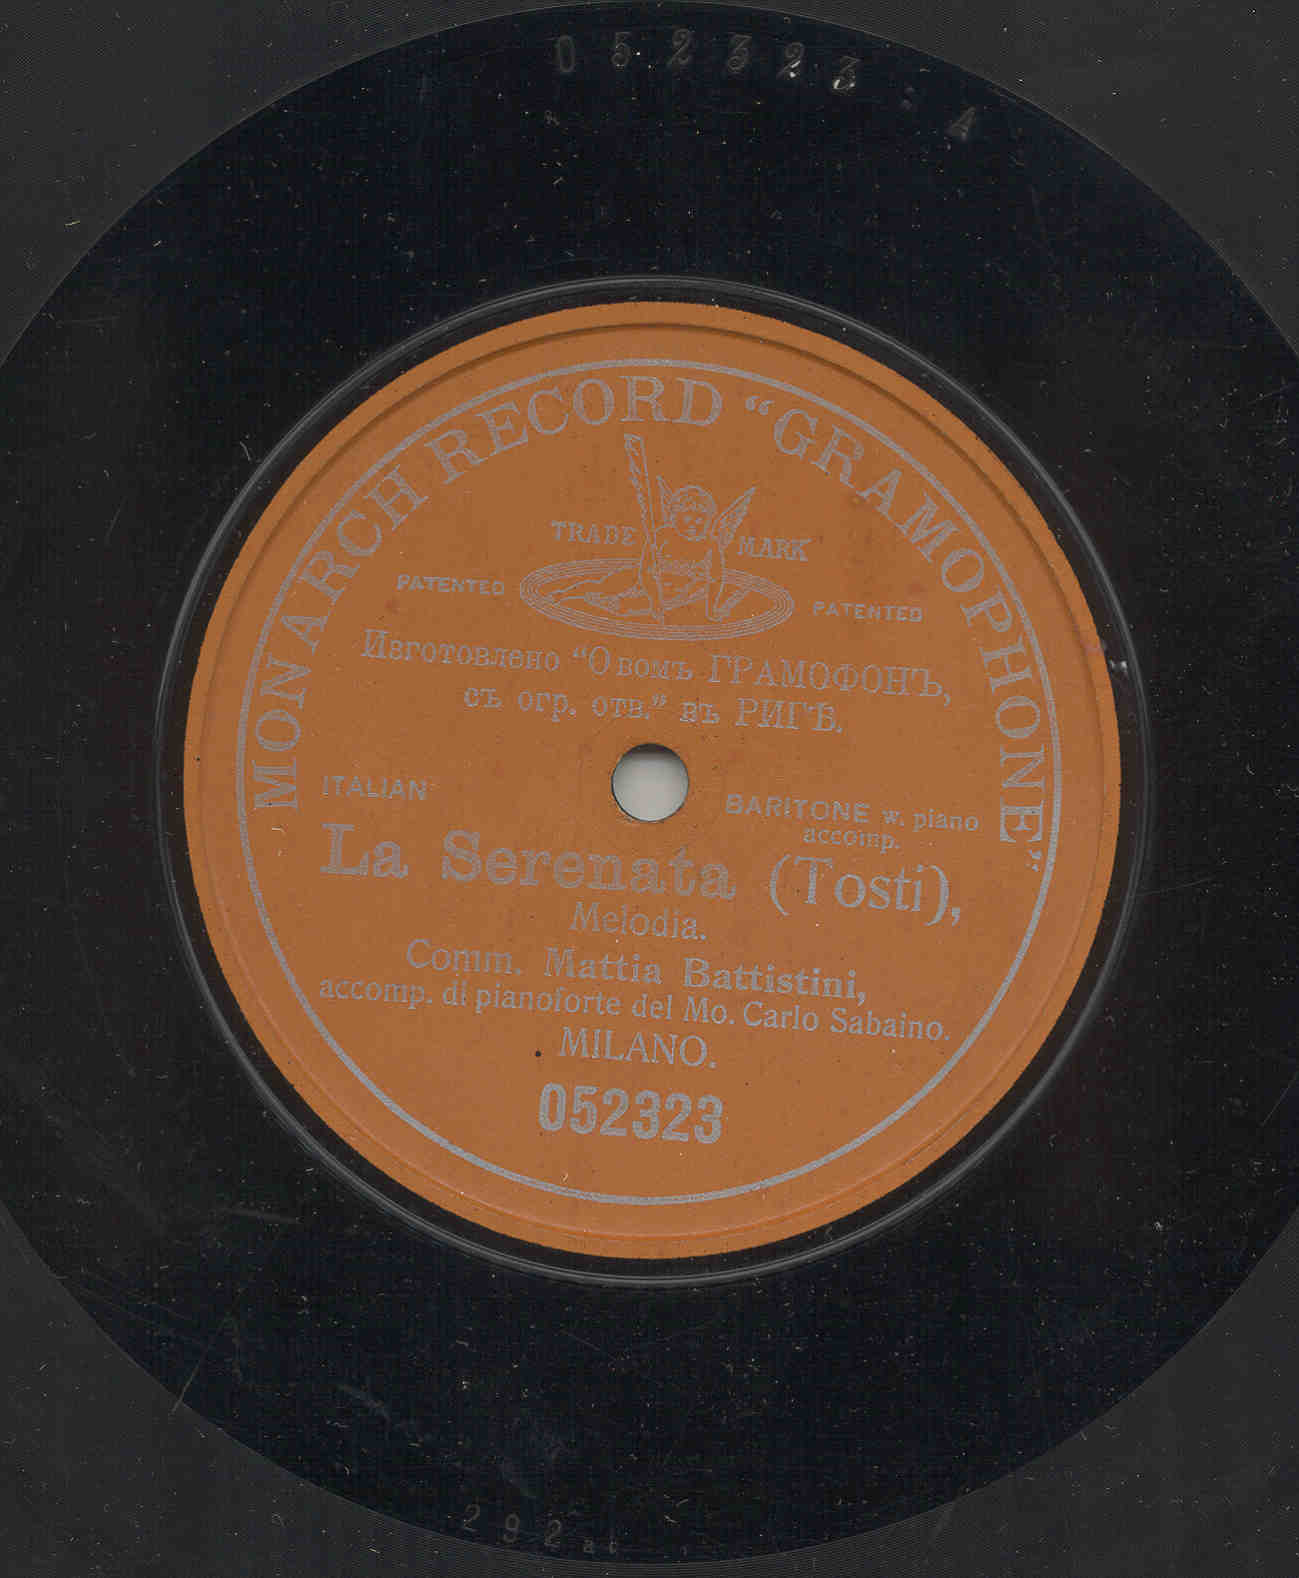 052323
A
MONARCH RECORD “GRAMOPHONE”
TRADE MARK
PATENTED PATENTED
Изготовлено “Овомъ ГРАМОФОНЪ,
съ огр. отв.” въ РИГѢ.
ITALIAN
BARITONE w. piano
accomp.
La Serenata (Tosti),
Melodia.
Comm. Mattia Battistini,
accomp. di pianoforte del Mo. Carlo Sabaino.
MILANO.
052323
292